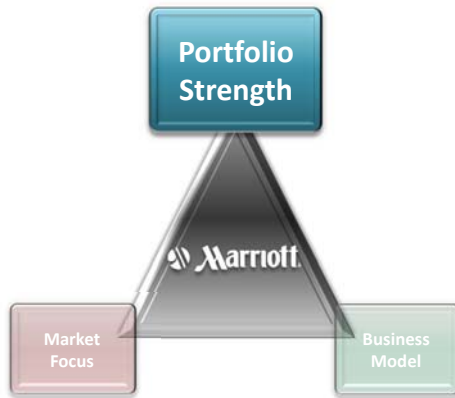 Portfolio
Strength
Marriott
Market
Focus
Business
Model